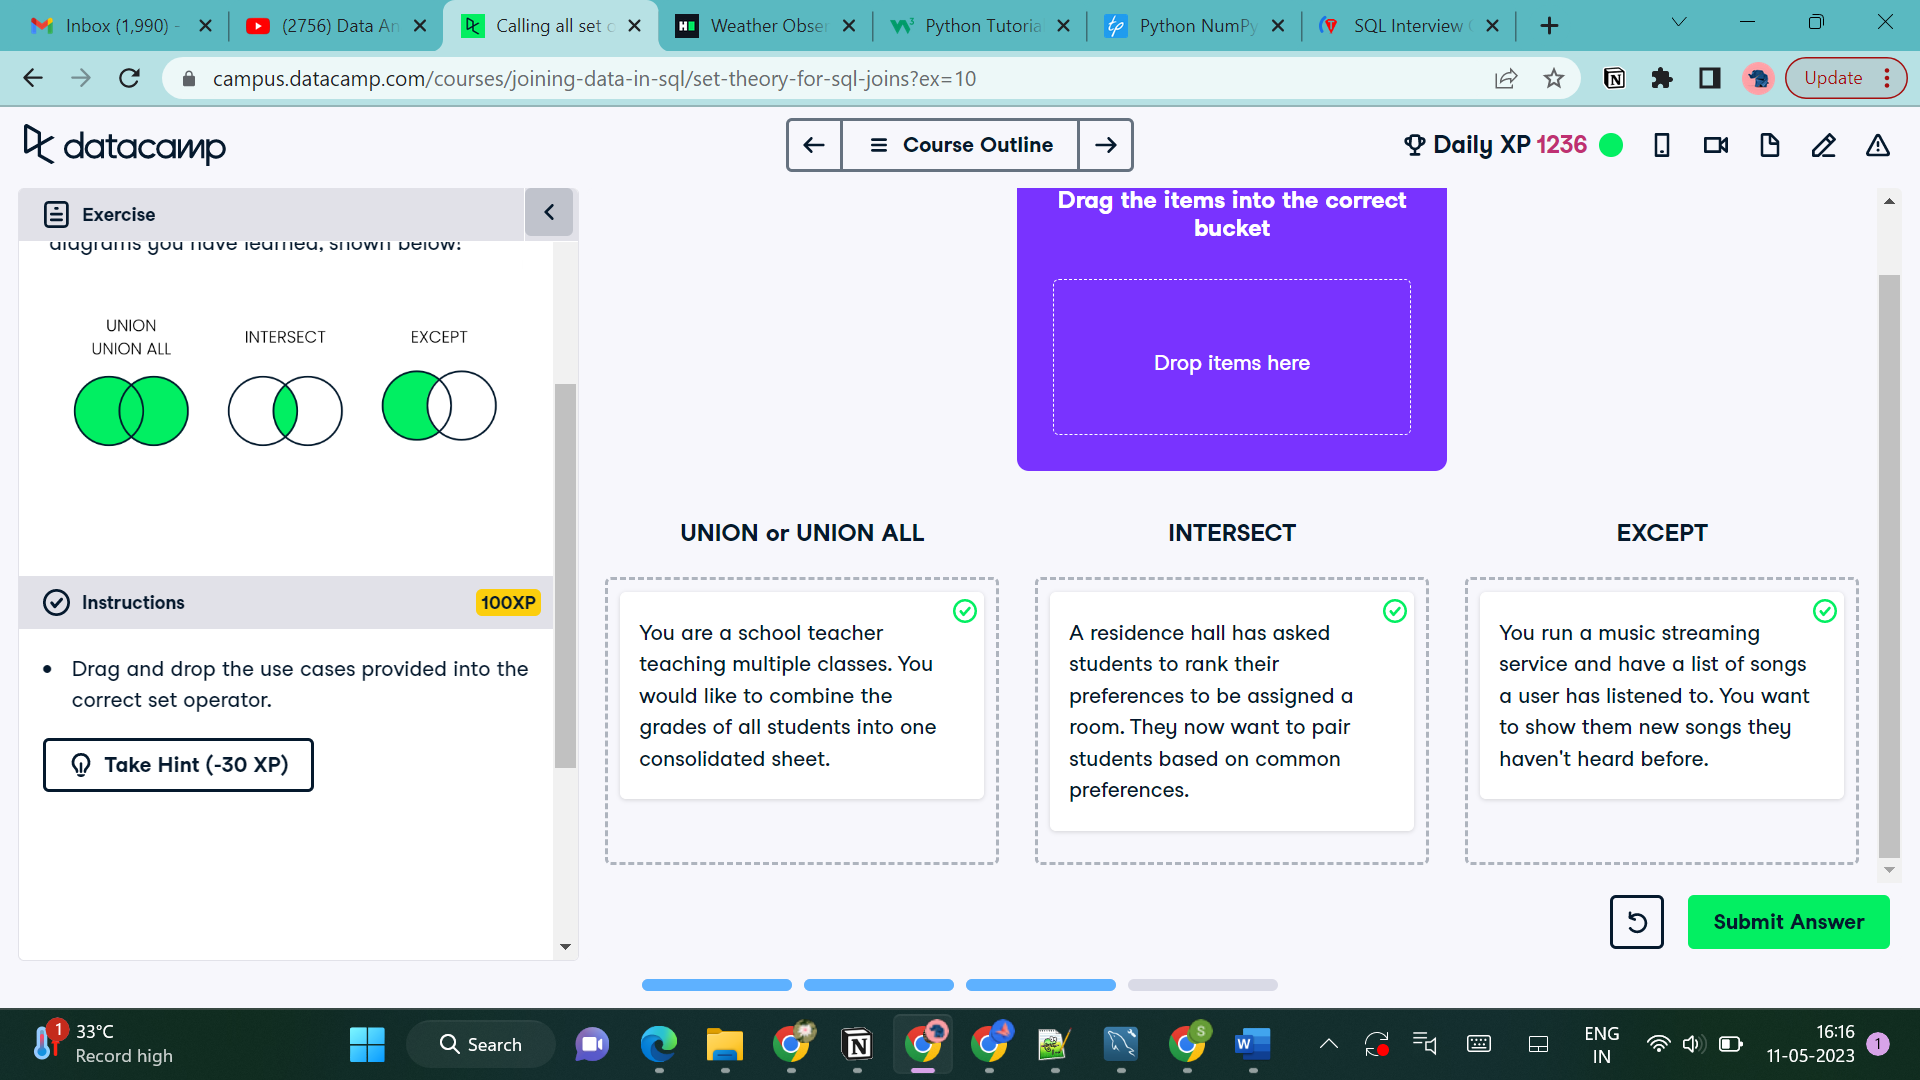 Inbox (1,990) -
(2756) Data An
Calling all set o
Weather Obser
Python Tutoria
Python NumPy
SQL Interview
campus.datacamp.com/courses/joining-data-in-sql/set-theory-for-sql-joins?ex=10
Update
datacamp
Course Outline
Daily XP 1236
Exercise
diagrams you have learned, shown below!
UNION
UNION ALL
INTERSECT
EXCEPT
Instructions
100XP
• Drag and drop the use cases provided into the
correct set operator.
Take Hint (-30 XP)
Drag the items into the correct
bucket
Drop items here
UNION or UNION ALL
You are a school teacher
teaching multiple classes. You
would like to combine the
grades of all students into one
consolidated sheet.
INTERSECT
A residence hall has asked
students to rank their
preferences to be assigned a
room. They now want to pair
students based on common
preferences.
EXCEPT
You run a music streaming
service and have a list of songs
a user has listened to. You want
to show them new songs they
haven't heard before.
Submit Answer
1
33°C
Record high
Search
ENG
IN
16:16
11-05-2023
1